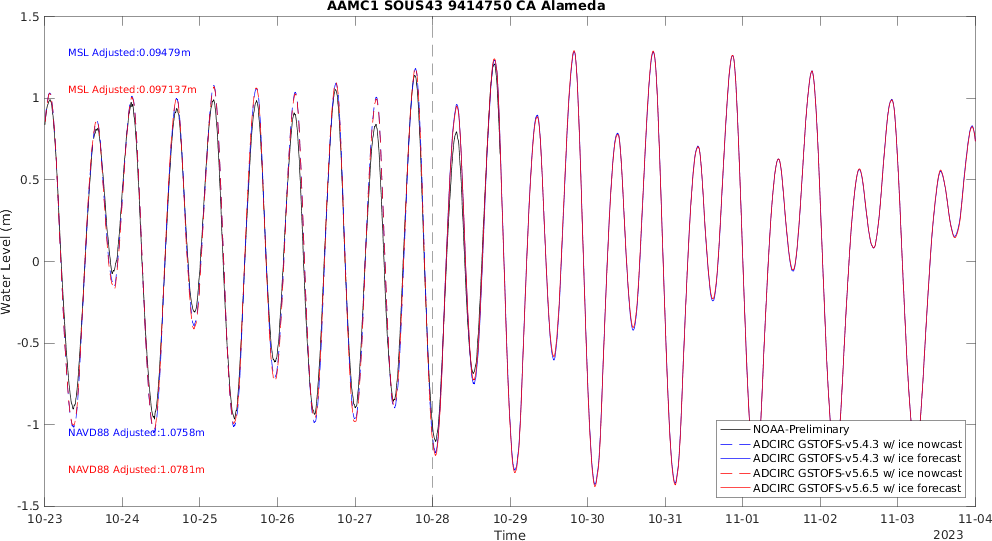 AAMC1 SOUS43 9414750 CA Alameda
1.5
MSL Adjusted:0.09479m
MSL Adjusted:0.097137m
1
0.5
0
-0.5
-1
-1.5
Water Level (m)
NAVD88 Adjusted:1.0758m
NAVD88 Adjusted:1.0781m
NOAA-Preliminary
ADCIRC GSTOFS-v5.4.3 w/ ice nowcast
ADCIRC GSTOFS-v5.4.3 w/ ice forecast
ADCIRC GSTOFS-v5.6.5 w/ ice nowcast
ADCIRC GSTOFS-v5.6.5 w/ ice forecast
10-23 10-24 10-25 10-26 10-27 10-28 10-29 10-30 10-31 11-01 11-02 11-03 11-04
Time
2023